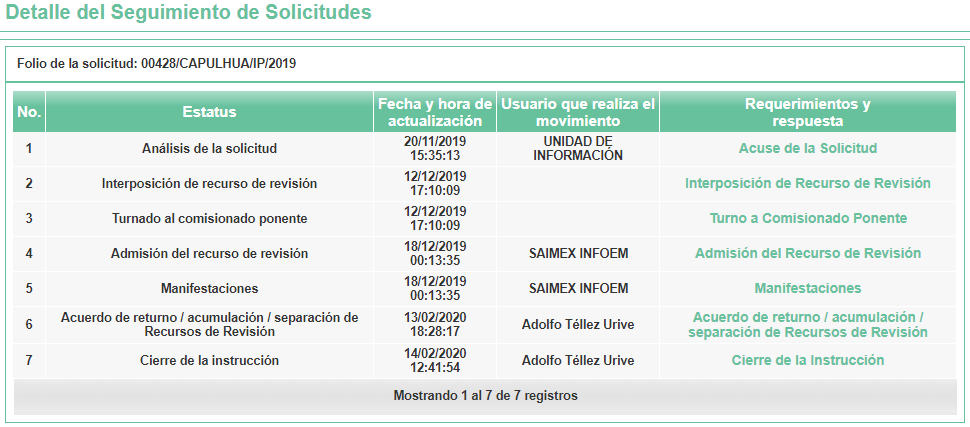 Detalle del Seguimiento de Solicitudes
Folio de la solicitud: 00428/CAPULHUA/IP/2019
No. Estatus Fecha y hora de actualización Usuario que realiza el movimiento Requerimientos y respuesta
1 Análisis de la solicitud 20/11/2019 15:35:13 UNIDAD DE INFORMACIÓN Acuse de la Solicitud
2 Interposición de recurso de revisión 12/12/2019 17:10:09 Interposición de Recurso de Revisión
3 Turnado al comisionado ponente 12/12/2019 17:10:09 Turno a Comisionado Ponente
4 Admisión del recurso de revisión 18/12/2019 00:13:35 SAIMEX INFOEM Admisión del Recurso de Revisión
5 Manifestaciones 18/12/2019 00:13:35 SAIMEX INFOEM Manifestaciones
6 Acuerdo de returno / acumulación / separación de Recursos de Revisión 13/02/2020 18:28:17 Adolfo Téllez Urive Acuerdo de returno / acumulación / separación de Recursos de Revisión
7 Cierre de la instrucción 14/02/2020 12:41:54 Adolfo Téllez Urive Cierre de la Instrucción
Mostrando 1 al 7 de 7 registros